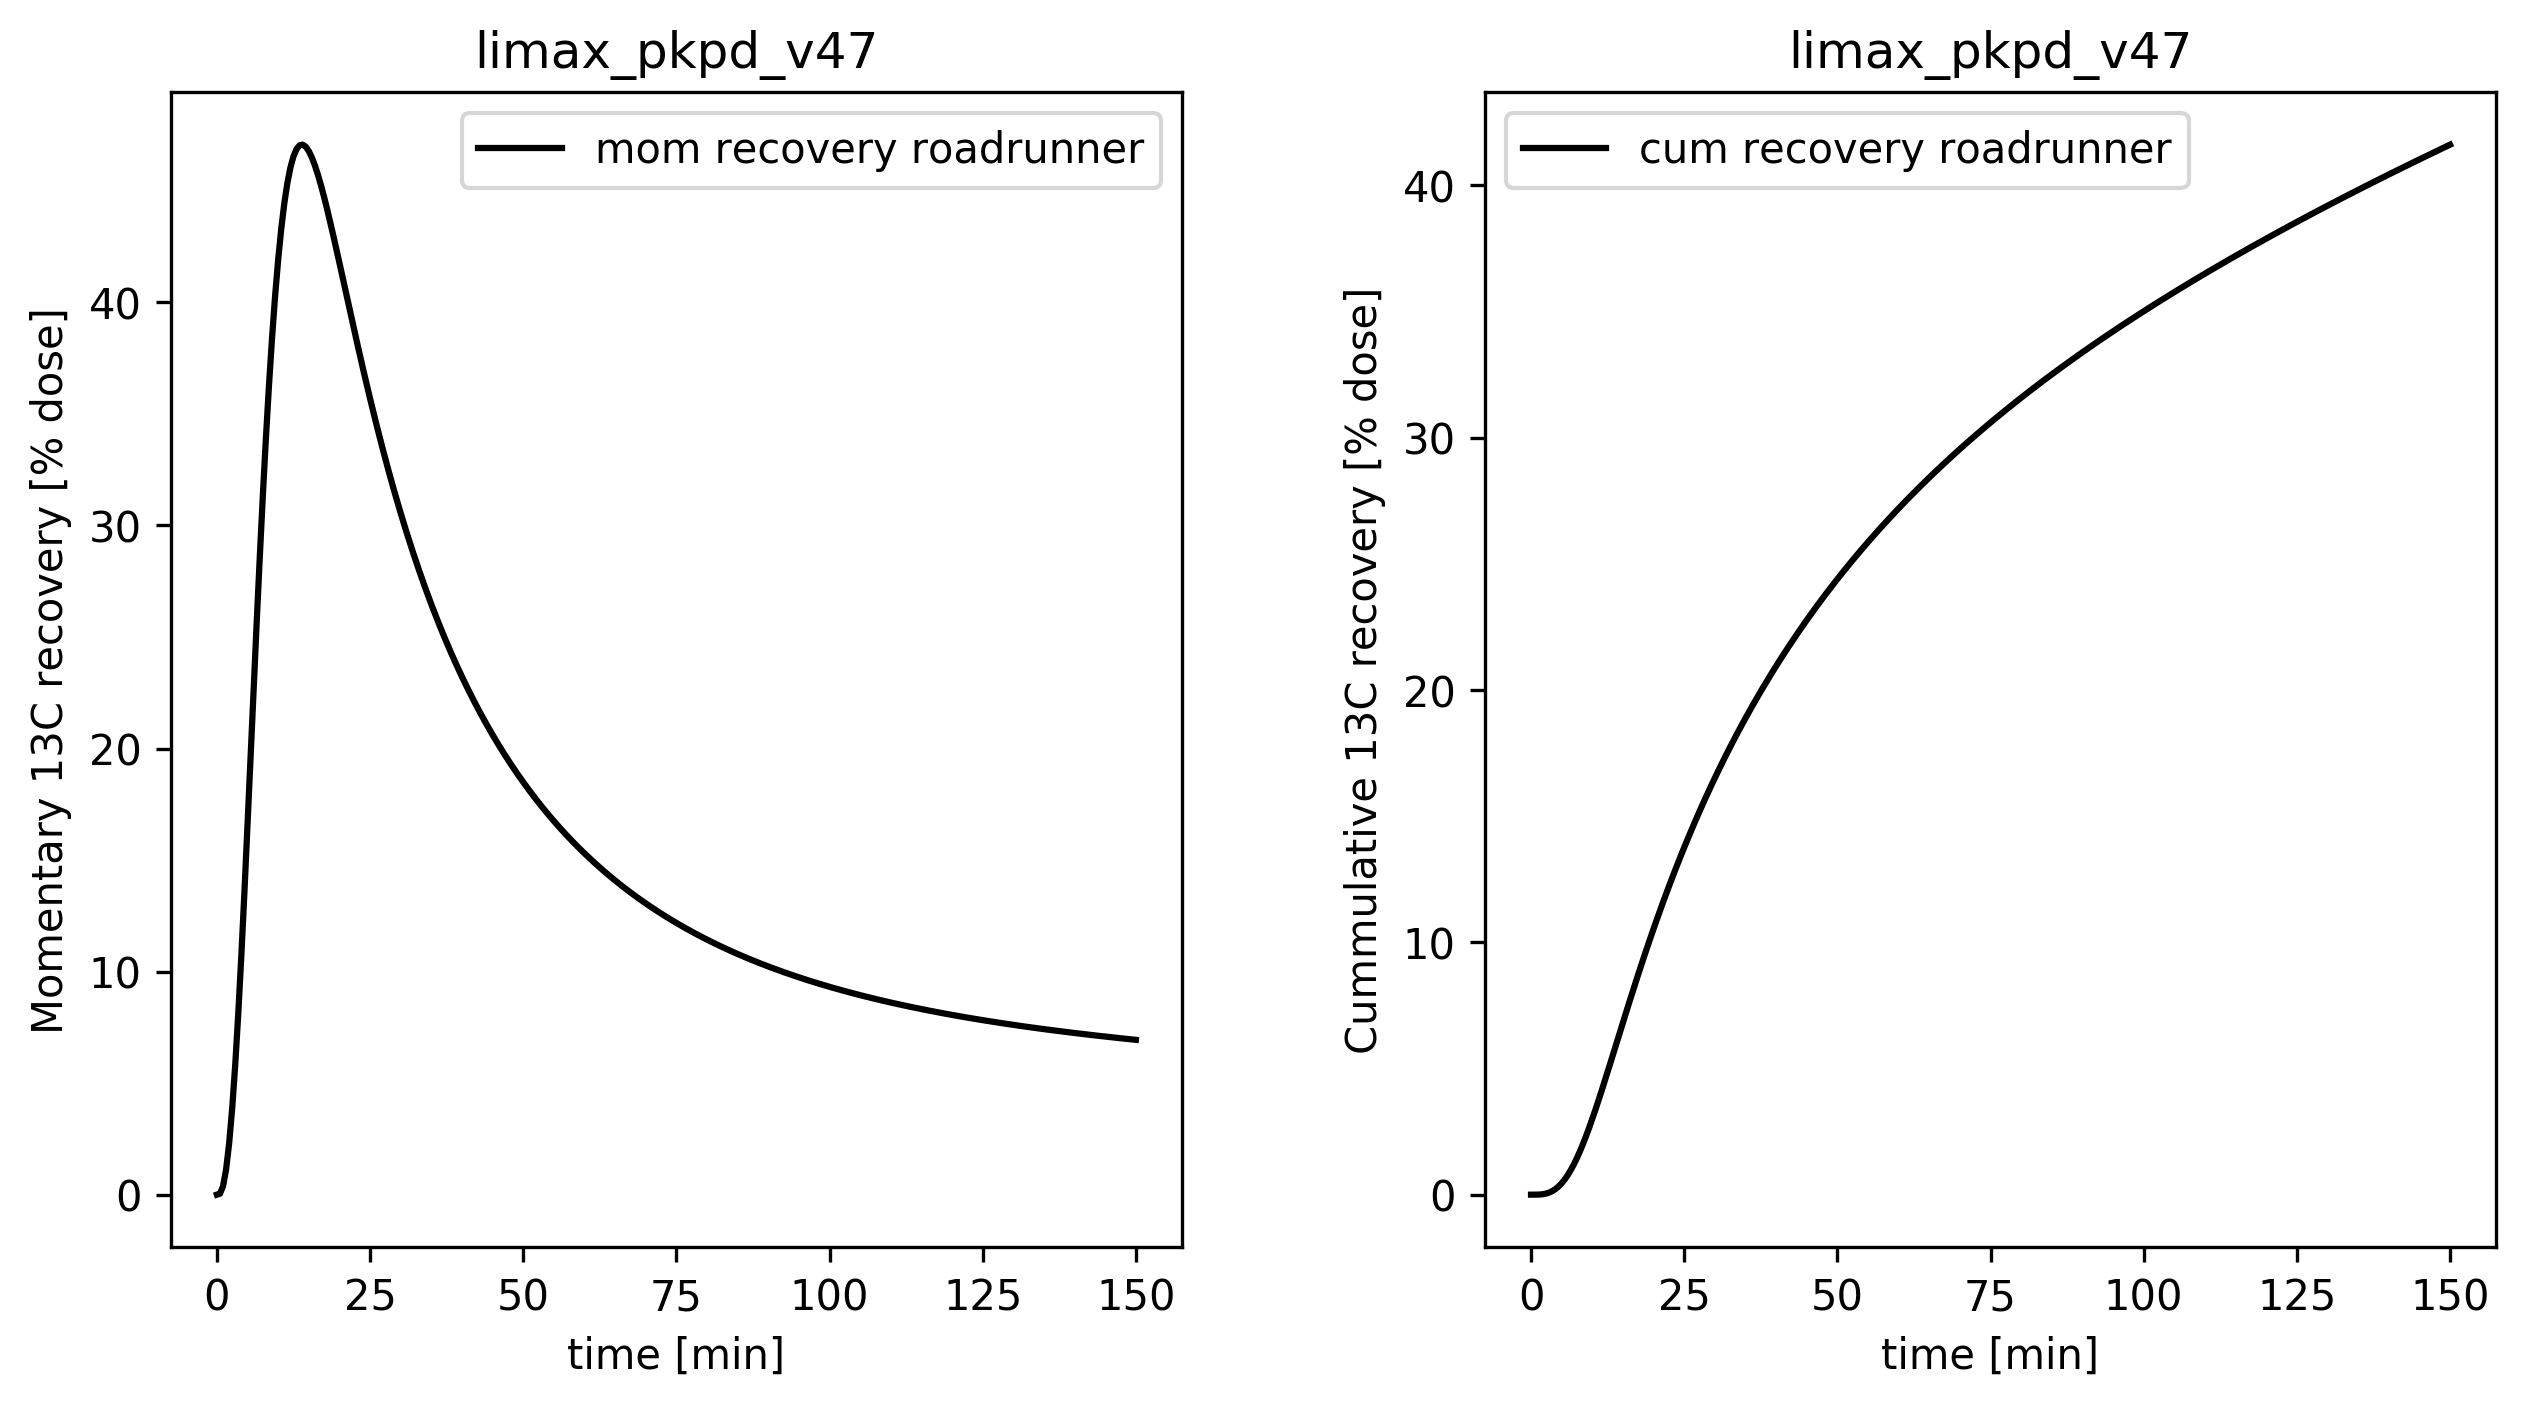 limax_pkpd_v47
mom recovery roadrunner
Momentary 13C recovery [% dose]
40
30
20
10
0
0 25 50 75 100 125 150
time [min]
limax_pkpd_v47
cum recovery roadrunner
Cummulative 13C recovery [% dose]
40
30
20
10
0
0 25 50 75 100 125 150
time [min]